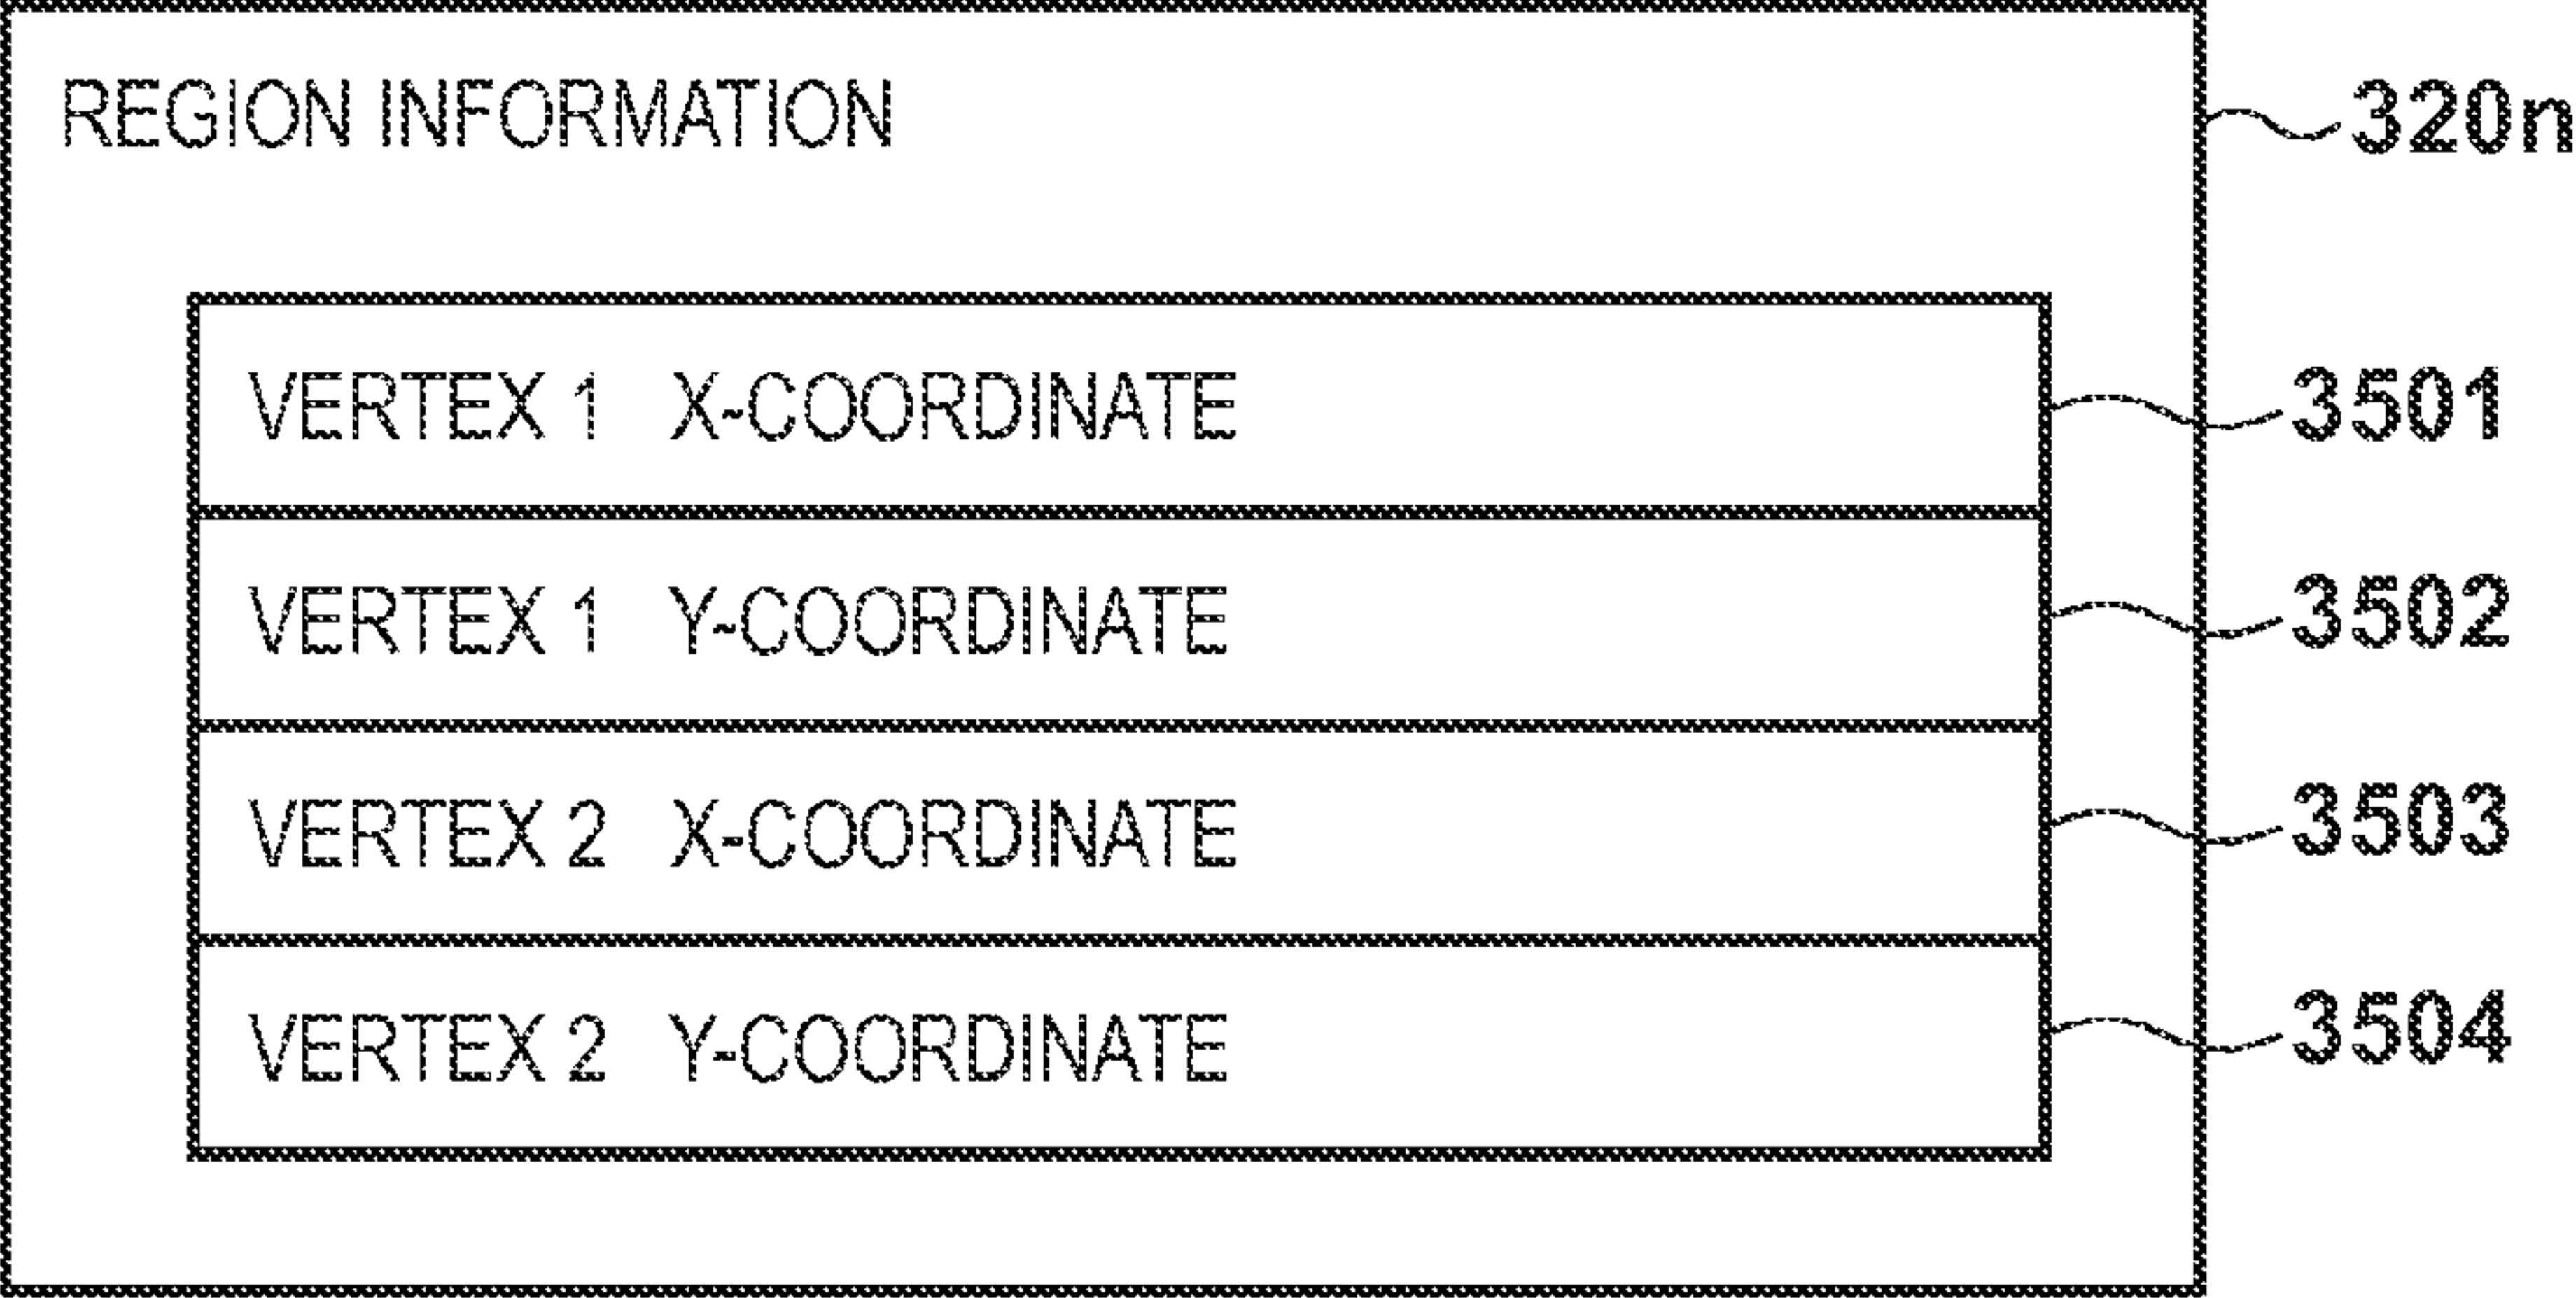 REGION INFORMATION 320n
VERTEX 1 X-COORDINATE 3501
VERTEX 1 Y-COORDINATE 3502
VERTEX 2 X-COORDINATE 3503
VERTEX 2 Y-COORDINATE 3504